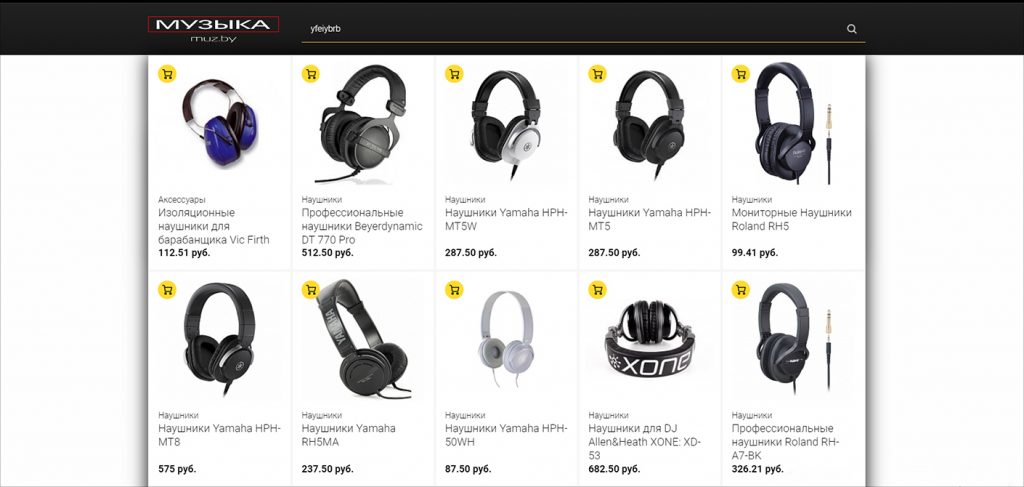 МУЗЫКА
muz.by
yfeiybrb
Аксессуары
Изоляционные
наушники для
барабанщика Vic Firth
112.51 руб.
Наушники
Профессиональные
наушники Beyerdynamic
DT 770 Pro
512.50 руб.
Наушники
Наушники Yamaha HPH-
MT5W
287.50 руб.
Наушники
Наушники Yamaha HPH-
MT5
287.50 руб.
Наушники
Мониторные Наушники
Roland RH5
99.41 руб.
Наушники
Наушники Yamaha HPH-
MT8
575 руб.
YAMAHA
Наушники
Наушники Yamaha
RH5MA
237.50 руб.
Наушники
Наушники Yamaha HPH-
50WH
87.50 руб.
XONE
Наушники
Наушники для DJ
Allen&Heath XONE: XD-
53
682.50 руб.
Наушники
Профессиональные
наушники Roland RH-
A7-BK
326.21 руб.